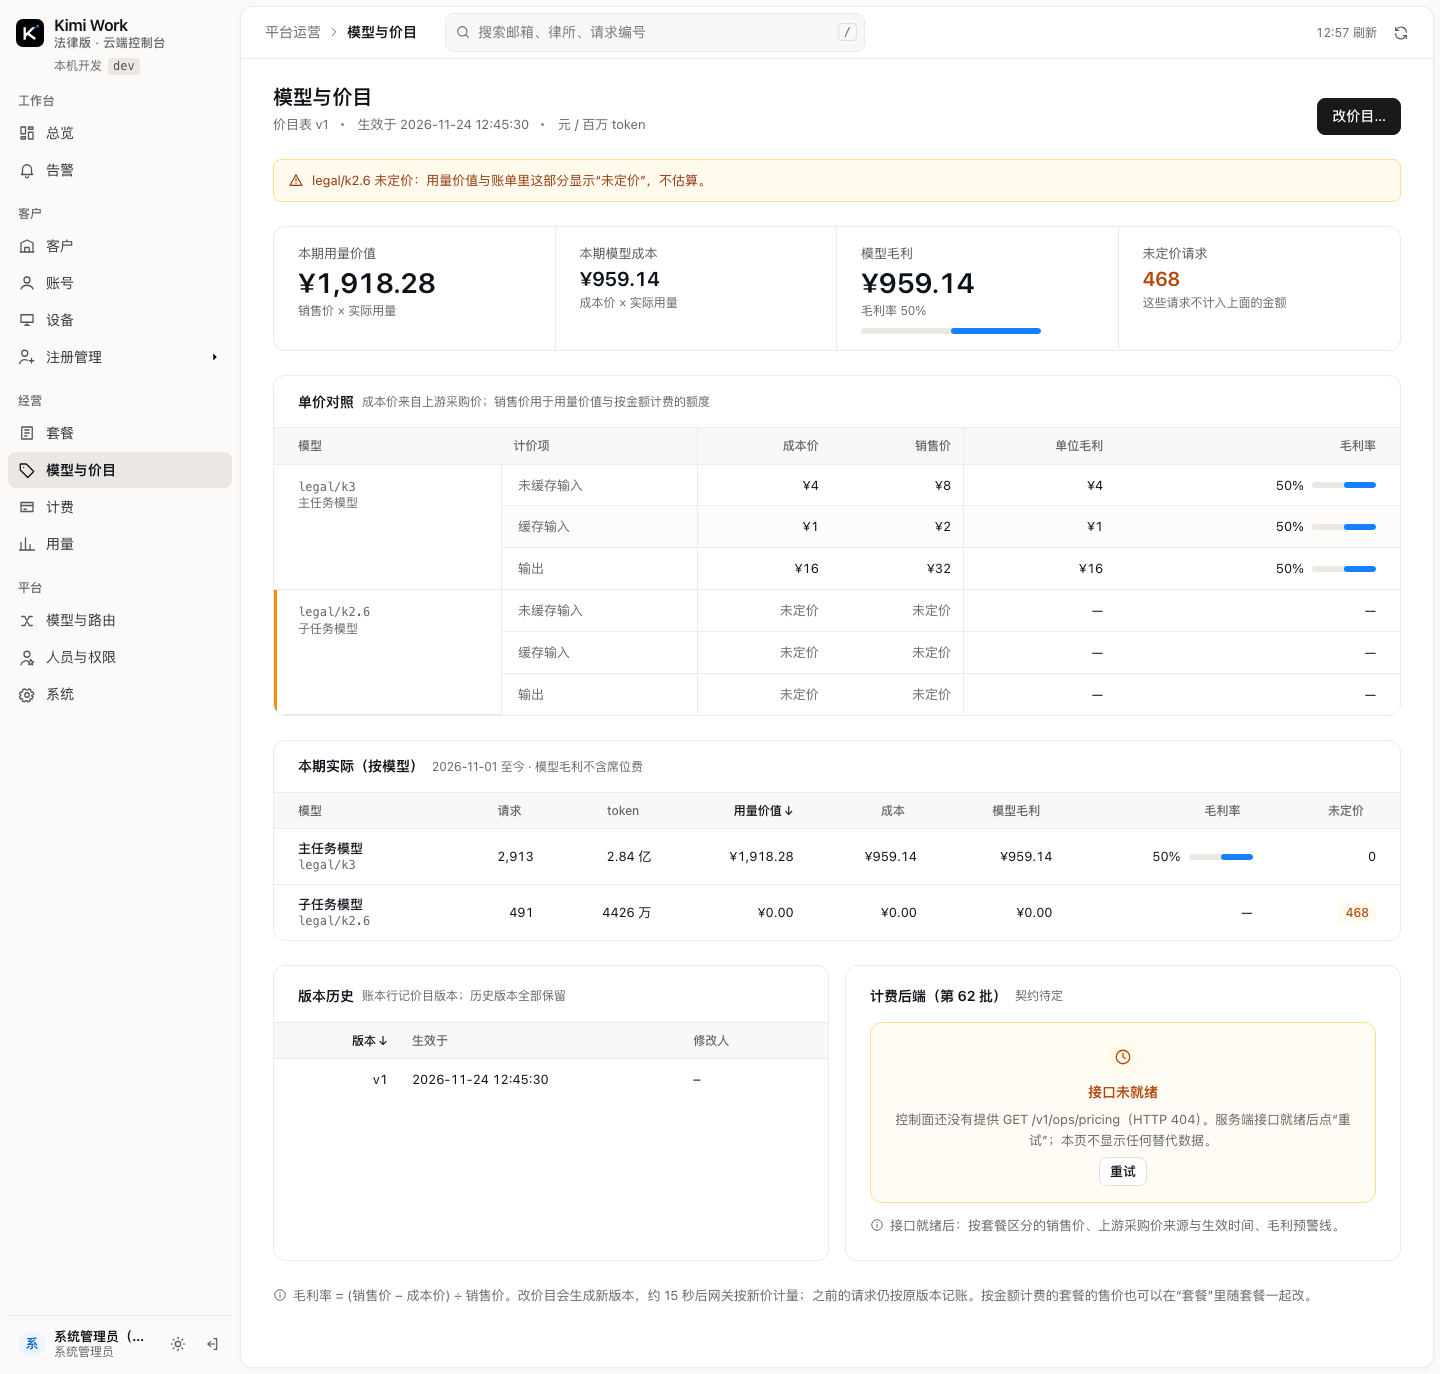 Kimi Work
法律版 · 云端控制台
本机开发 dev
工作台
总览
告警
客户
客户
账号
设备
注册管理
经营
套餐
模型与价目
计费
用量
平台
模型与路由
人员与权限
系统
系 系统管理员（...
系统管理员
平台运营 > 模型与价目
搜索邮箱、律所、请求编号 /
12:57 刷新
模型与价目
价目表 v1 • 生效于 2026-11-24 12:45:30 • 元 / 百万 token
改价目...
legal/k2.6 未定价：用量价值与账单里这部分显示“未定价”，不估算。
本期用量价值 本期模型成本 模型毛利 未定价请求
¥1,918.28 ¥959.14 ¥959.14 468
销售价 × 实际用量 成本价 × 实际用量 毛利率 50% 这些请求不计入上面的金额
单价对照 成本价来自上游采购价；销售价用于用量价值与按金额计费的额度
模型 计价项 成本价 销售价 单位毛利 毛利率
legal/k3 未缓存输入 ¥4 ¥8 ¥4 50%
主任务模型
缓存输入 ¥1 ¥2 ¥1 50%
输出 ¥16 ¥32 ¥16 50%
legal/k2.6 未缓存输入 未定价 未定价 — —
子任务模型
缓存输入 未定价 未定价 — —
输出 未定价 未定价 — —
本期实际（按模型） 2026-11-01 至今 · 模型毛利不含席位费
模型 请求 token 用量价值↓ 成本 模型毛利 毛利率 未定价
主任务模型 2,913 2.84 亿 ¥1,918.28 ¥959.14 ¥959.14 50% 0
legal/k3
子任务模型 491 4426 万 ¥0.00 ¥0.00 ¥0.00 — 468
legal/k2.6
版本历史 账本行记价目版本；历史版本全部保留
版本↓ 生效于 修改人
v1 2026-11-24 12:45:30 –
计费后端（第 62 批） 契约待定
接口未就绪
控制面还没有提供 GET /v1/ops/pricing（HTTP 404）。服务端接口就绪后点“重
试”；本页不显示任何替代数据。
重试
接口就绪后：按套餐区分的销售价、上游采购价来源与生效时间、毛利预警线。
毛利率 = (销售价 − 成本价) ÷ 销售价。改价目会生成新版本，约 15 秒后网关按新价计量；之前的请求仍按原版本记账。按金额计费的套餐的售价也可以在“套餐”里随套餐一起改。